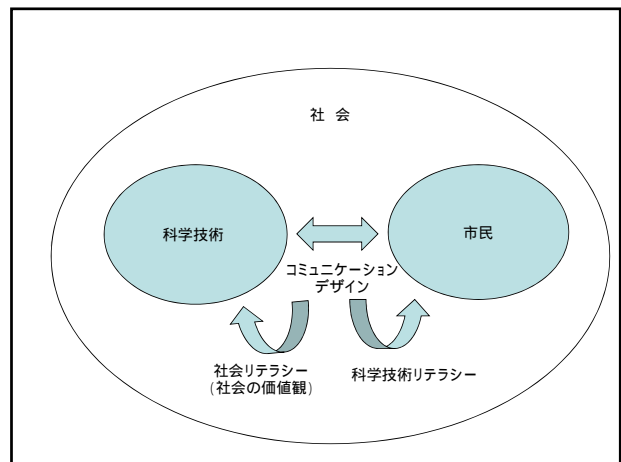 社 会
科学技術
市民
コミュニケーション
デザイン
社会リテラシー
(社会の価値観)
科学技術リテラシー